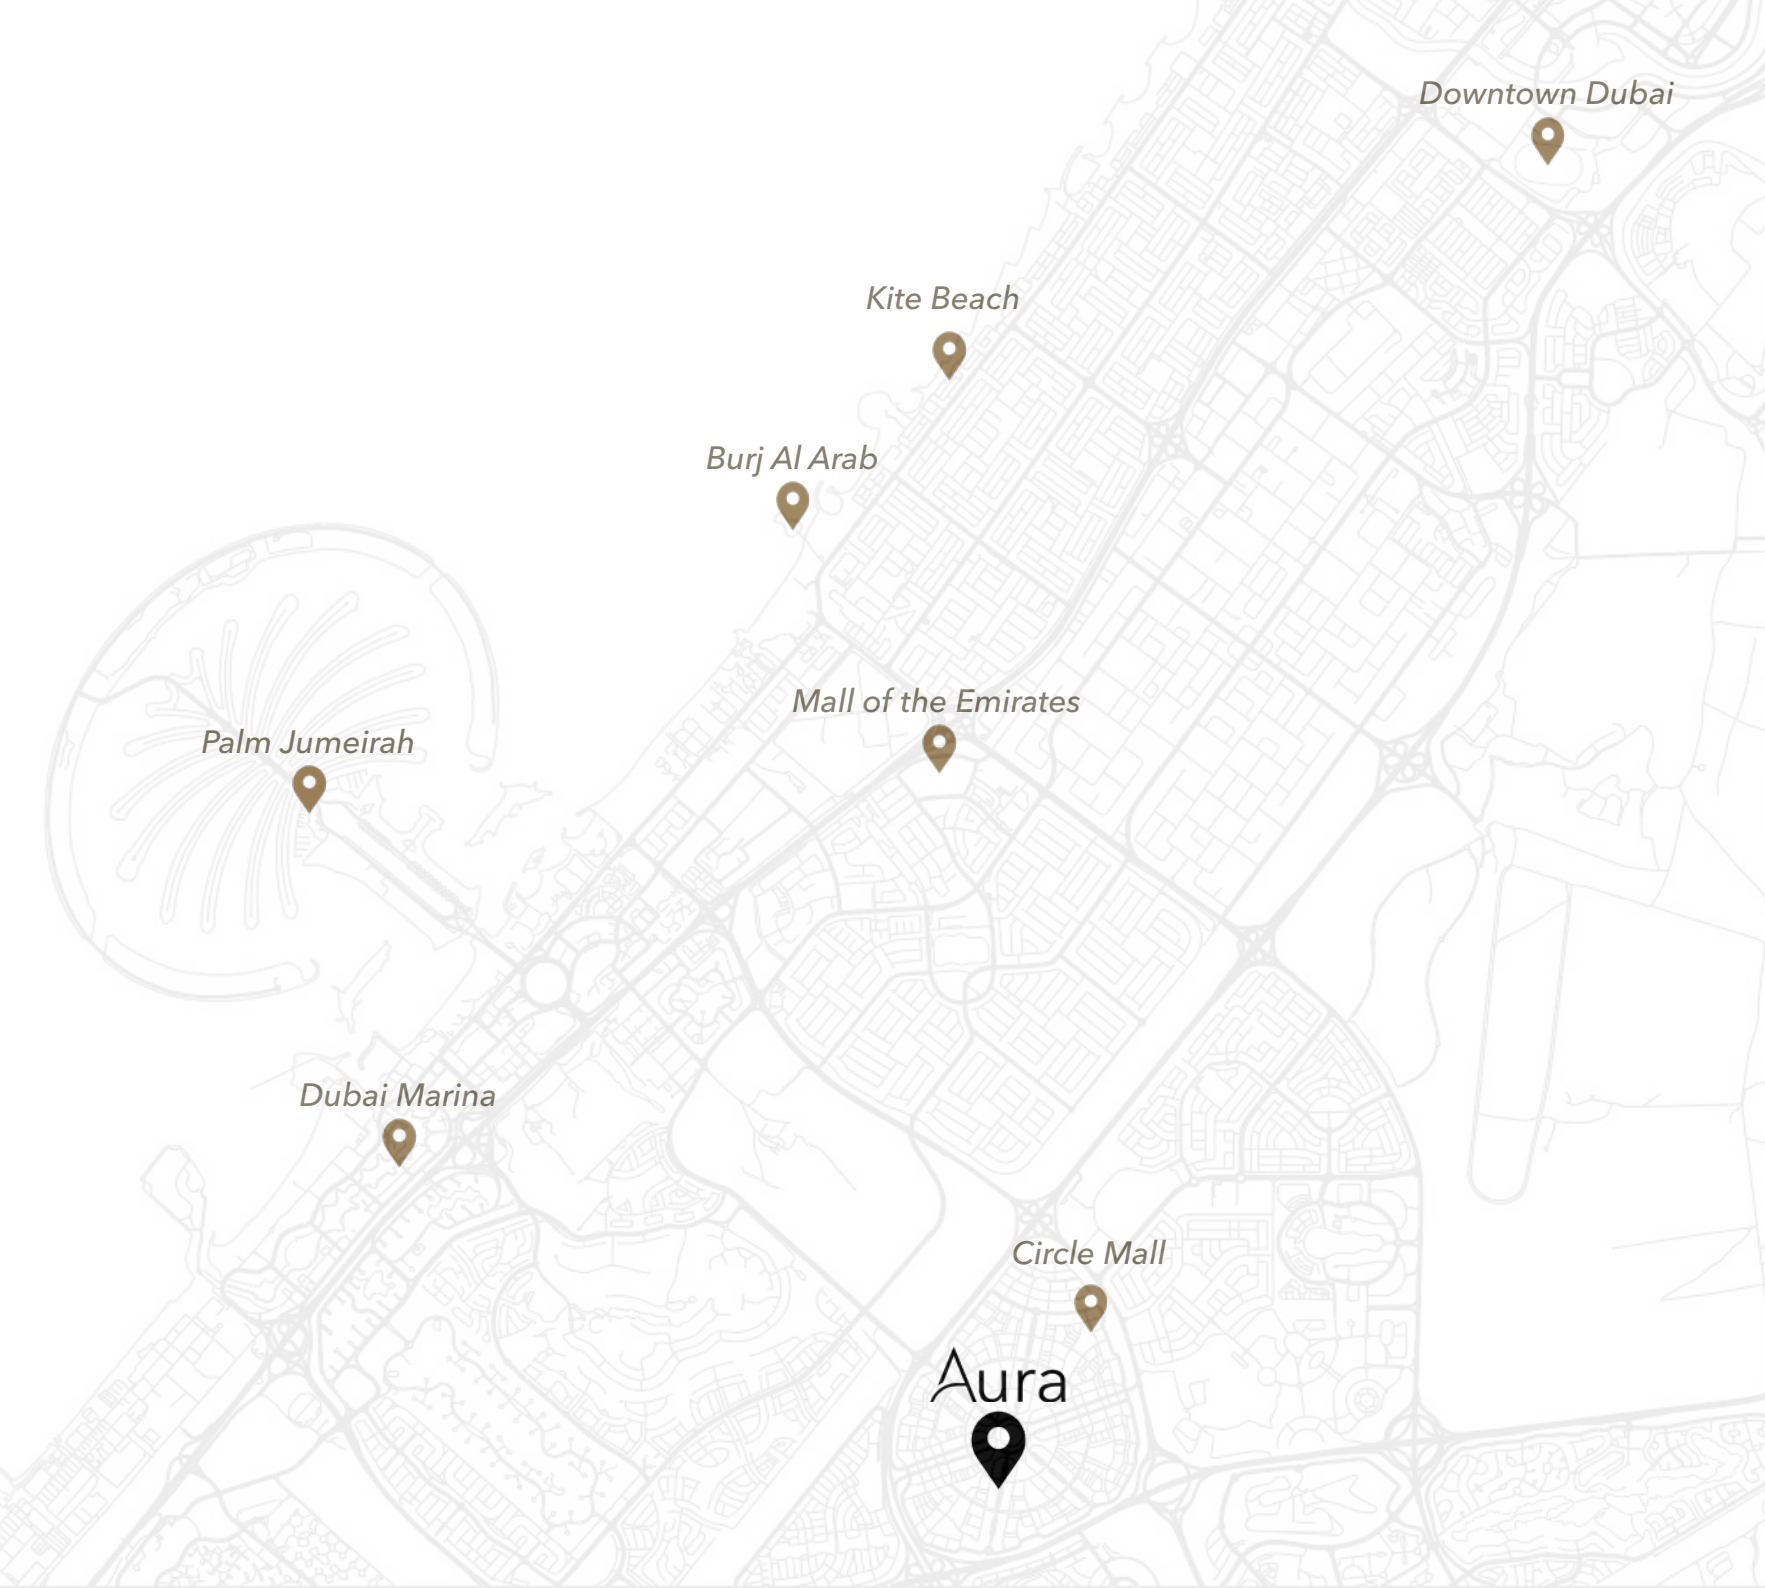 Downtown Dubai
Kite Beach
Burj Al Arab
Mall of the Emirates
Palm Jumeirah
Dubai Marina
Circle Mall
Aura